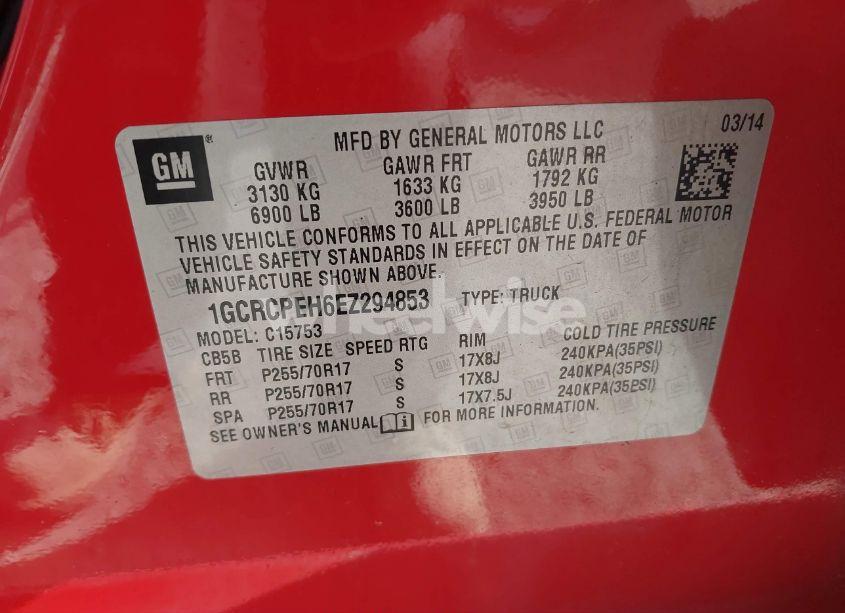 GM®
MFD BY GENERAL MOTORS LLC 03/14
GVWR GAWR FRT GAWR RR
3130 KG 1633 KG 1792 KG
6900 LB 3600 LB 3950 LB
THIS VEHICLE CONFORMS TO ALL APPLICABLE U.S. FEDERAL MOTOR
VEHICLE SAFETY STANDARDS IN EFFECT ON THE DATE OF
MANUFACTURE SHOWN ABOVE.
1GCRCPEH6EZ294853 TYPE: TRUCK
wheelwise
MODEL: C15753
CB5B TIRE SIZE SPEED RTG RIM COLD TIRE PRESSURE
FRT P255/70R17 S 17X8J 240KPA(35PSI)
RR P255/70R17 S 17X8J 240KPA(35PSI)
SPA P255/70R17 S 17X7.5J 240KPA(35PSI)
SEE OWNER'S MANUAL FOR MORE INFORMATION.